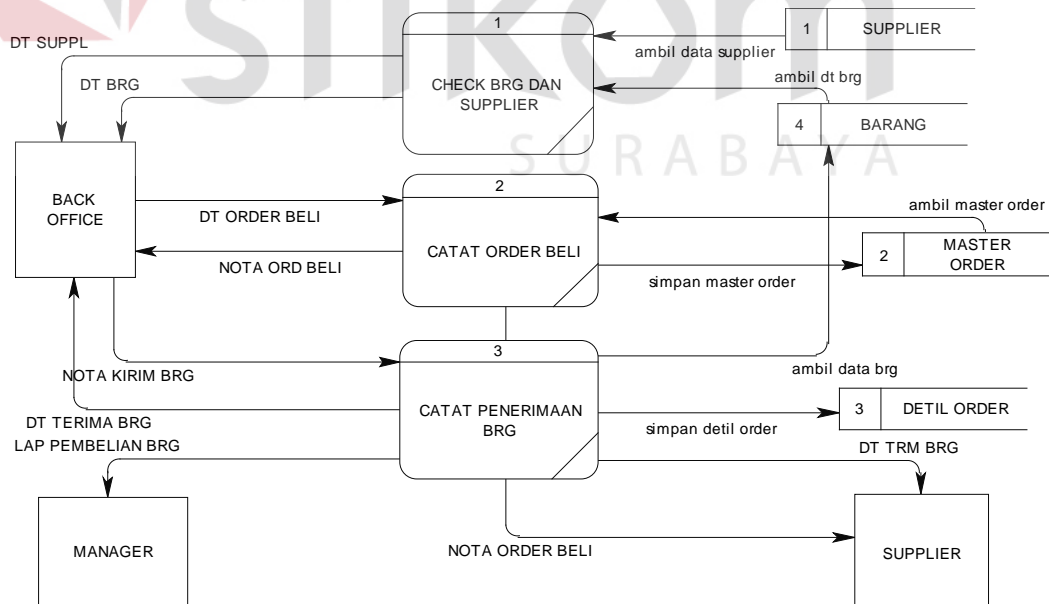 stikom
SURABAYA
DT SUPPL
DT BRG
1
CHECK BRG DAN
SUPPLIER
ambil data supplier
1
SUPPLIER
ambil dt brg
4
BARANG
BACK
OFFICE
DT ORDER BELI
NOTA ORD BELI
2
CATAT ORDER BELI
ambil master order
simpan master order
2
MASTER
ORDER
NOTA KIRIM BRG
DT TERIMA BRG
LAP PEMBELIAN BRG
3
CATAT PENERIMAAN
BRG
ambil data brg
simpan detil order
3
DETIL ORDER
DT TRM BRG
MANAGER
NOTA ORDER BELI
SUPPLIER